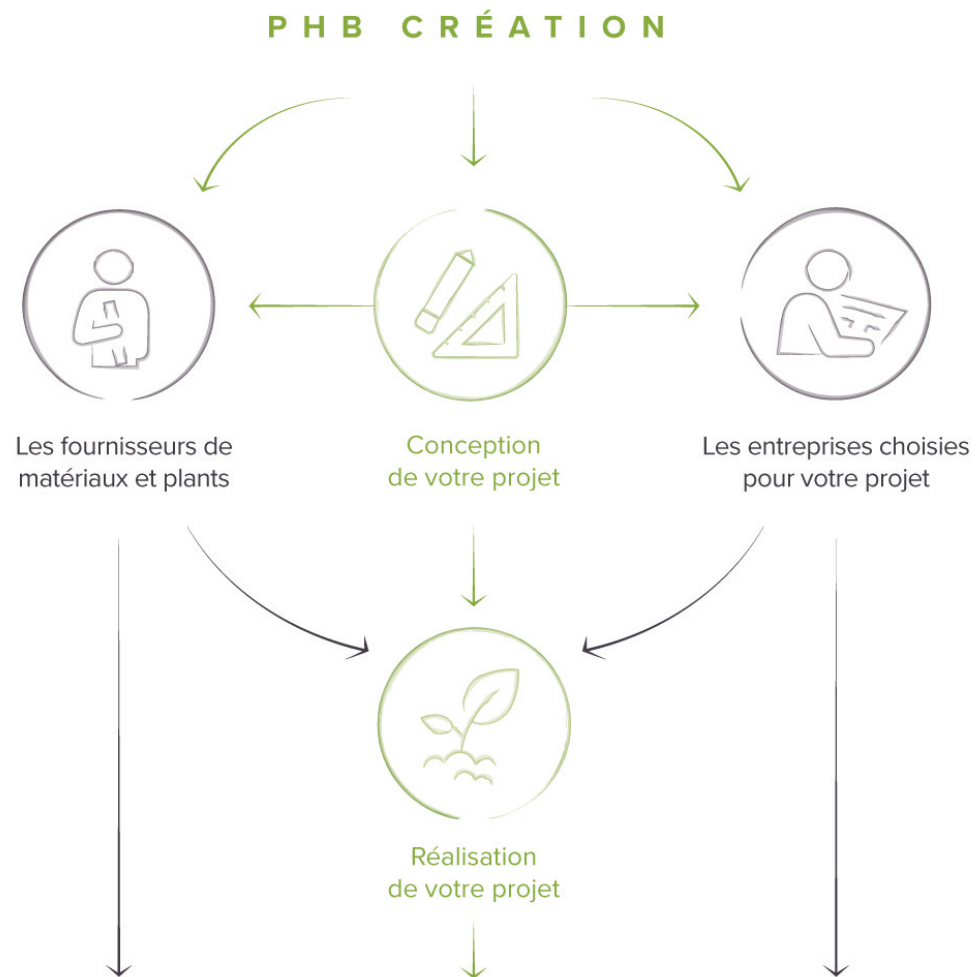 PHB CRÉATION
Les fournisseurs de
matériaux et plants
Conception
de votre projet
Les entreprises choisies
pour votre projet
Réalisation
de votre projet